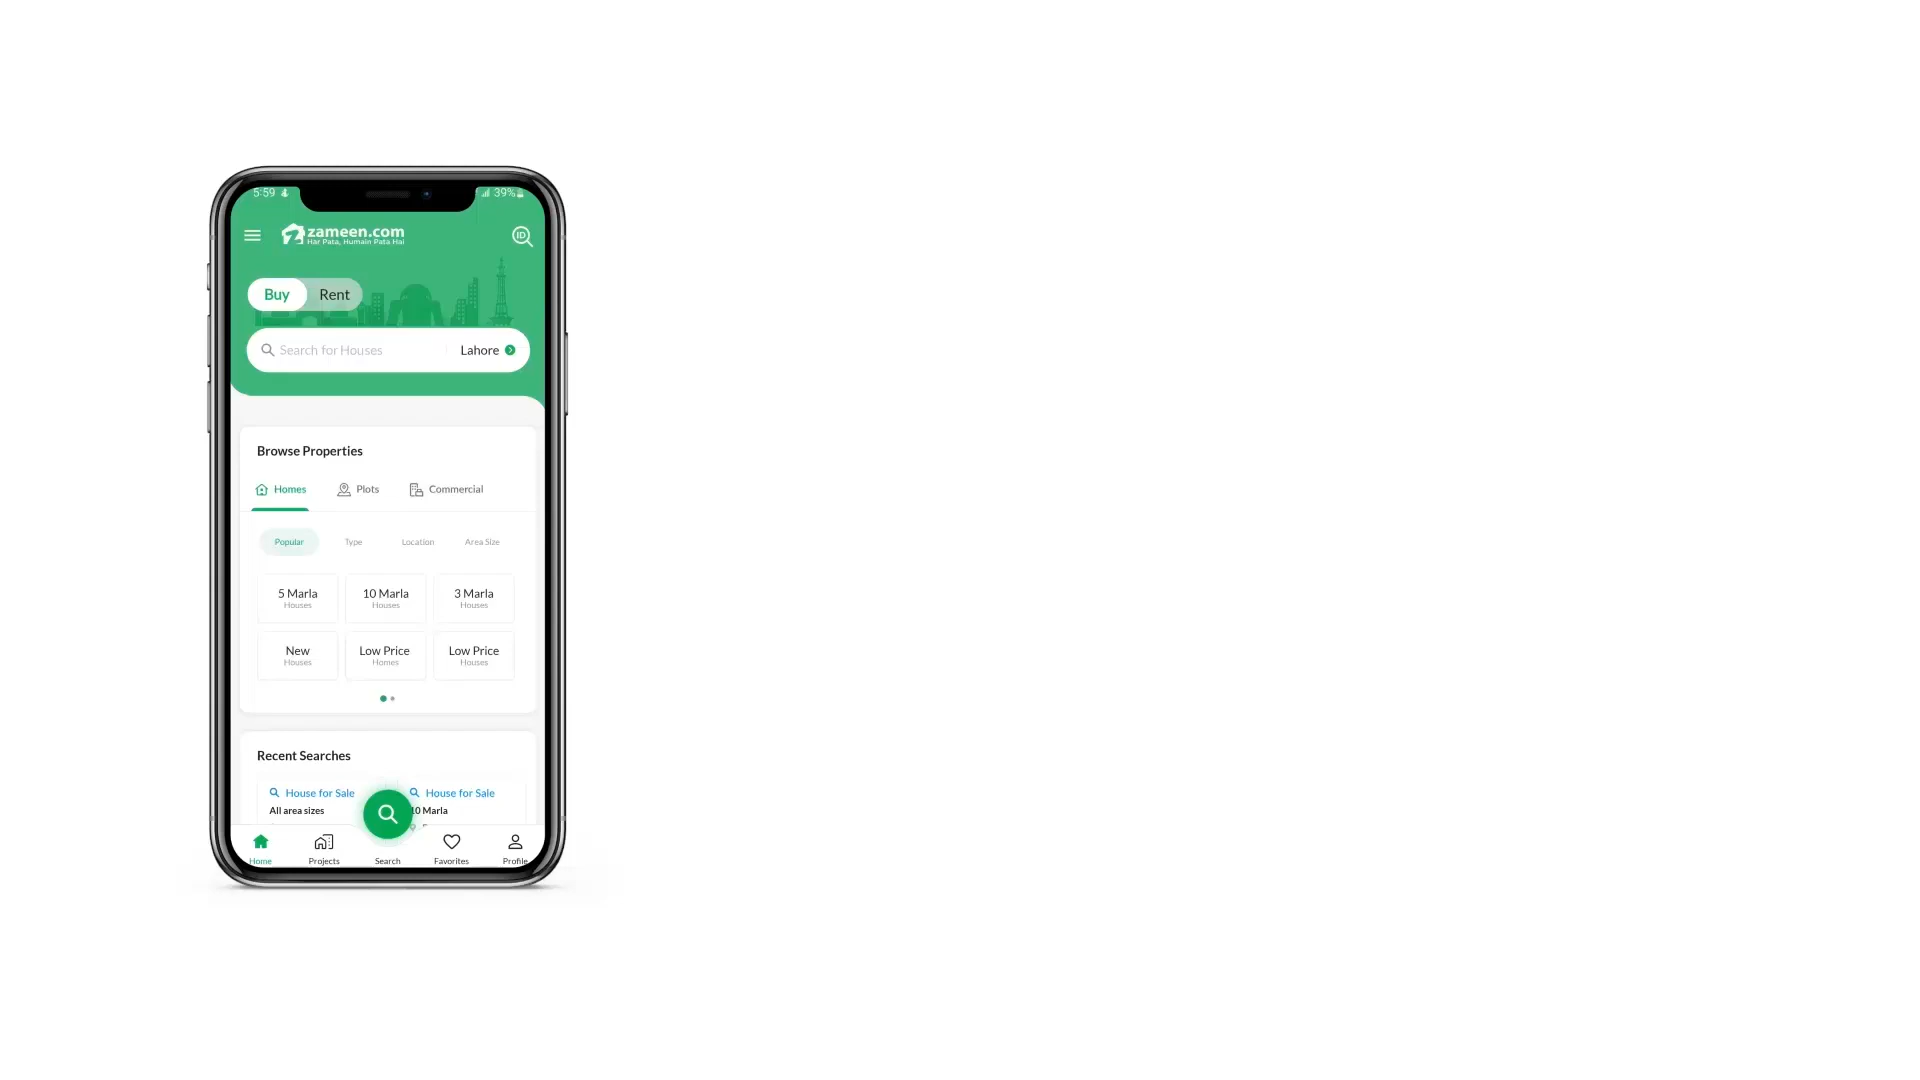 5:59 39%
zameen.com
Har Pata, Humain Pata Hai
ID
Buy Rent
Search for Houses Lahore
Browse Properties
Homes Plots Commercial
Popular Type Location Area Size
5 Marla 10 Marla 3 Marla
Houses Houses Houses
New Low Price Low Price
Houses Homes Houses
Recent Searches
House for Sale House for Sale
All area sizes 10 Marla
Home Projects Search Favorites Profile